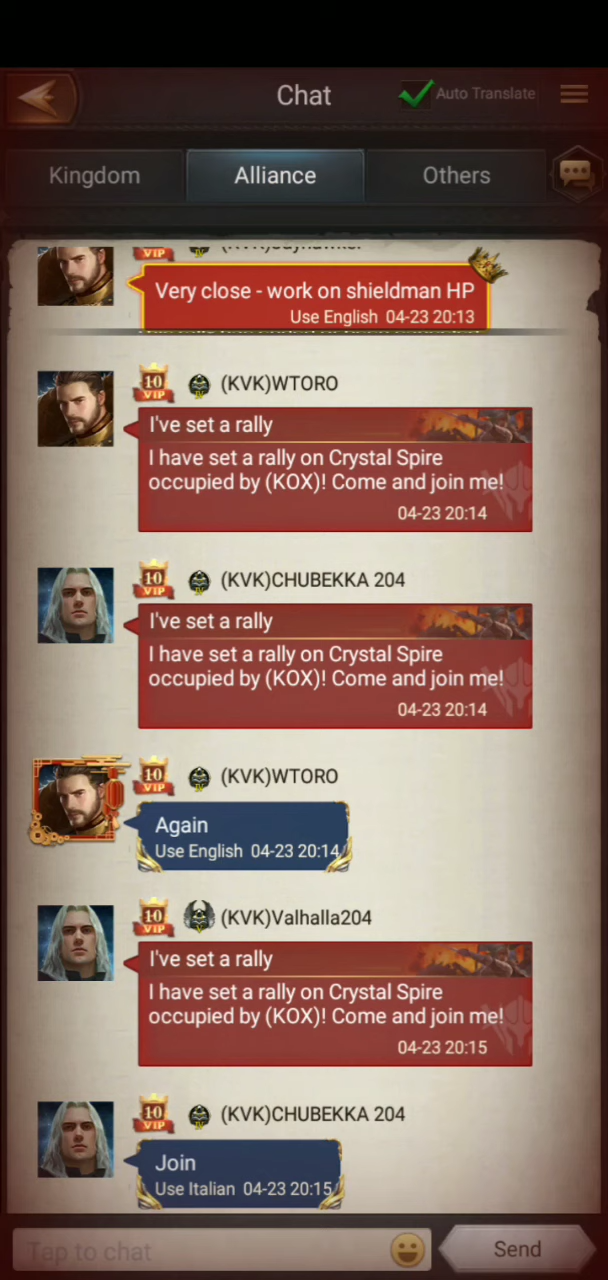 Chat
Auto Translate
Kingdom
Alliance
Others
VIP
Very close - work on shieldman HP
Use English 04-23 20:13
10
VIP
(KVK)WTORO
I've set a rally
I have set a rally on Crystal Spire
occupied by (KOX)! Come and join me!
04-23 20:14
10
VIP
(KVK)CHUBEKKA 204
I've set a rally
I have set a rally on Crystal Spire
occupied by (KOX)! Come and join me!
04-23 20:14
10
VIP
(KVK)WTORO
Again
Use English 04-23 20:14
10
VIP
(KVK)Valhalla204
I've set a rally
I have set a rally on Crystal Spire
occupied by (KOX)! Come and join me!
04-23 20:15
10
VIP
(KVK)CHUBEKKA 204
Join
Use Italian 04-23 20:15
Tap to chat
Send